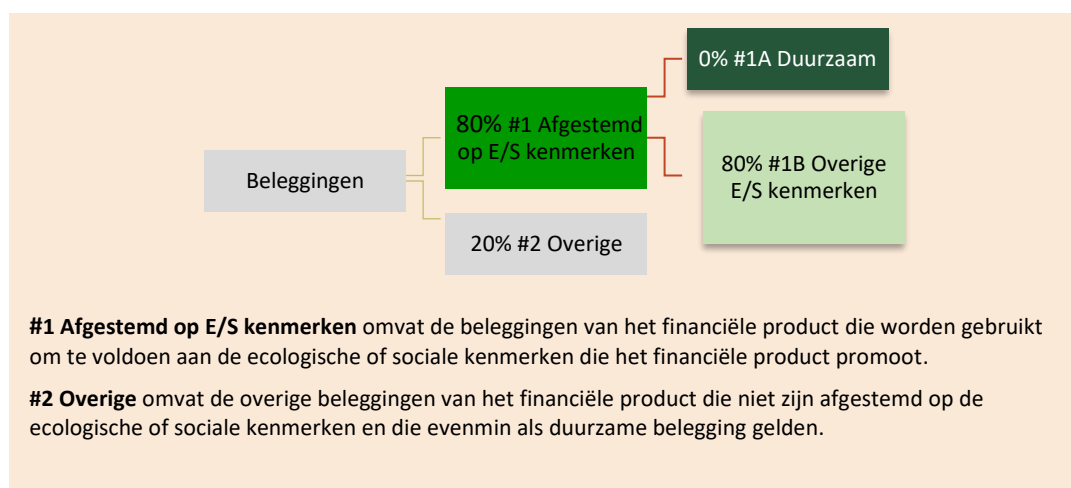 0% #1A Duurzaam
80% #1 Afgestemd
op E/S kenmerken
80% #1B Overige
E/S kenmerken
Beleggingen
20% #2 Overige
#1 Afgestemd op E/S kenmerken omvat de beleggingen van het financiële product die worden gebruikt
om te voldoen aan de ecologische of sociale kenmerken die het financiële product promoot.
#2 Overige omvat de overige beleggingen van het financiële product die niet zijn afgestemd op de
ecologische of sociale kenmerken en die evenmin als duurzame belegging gelden.